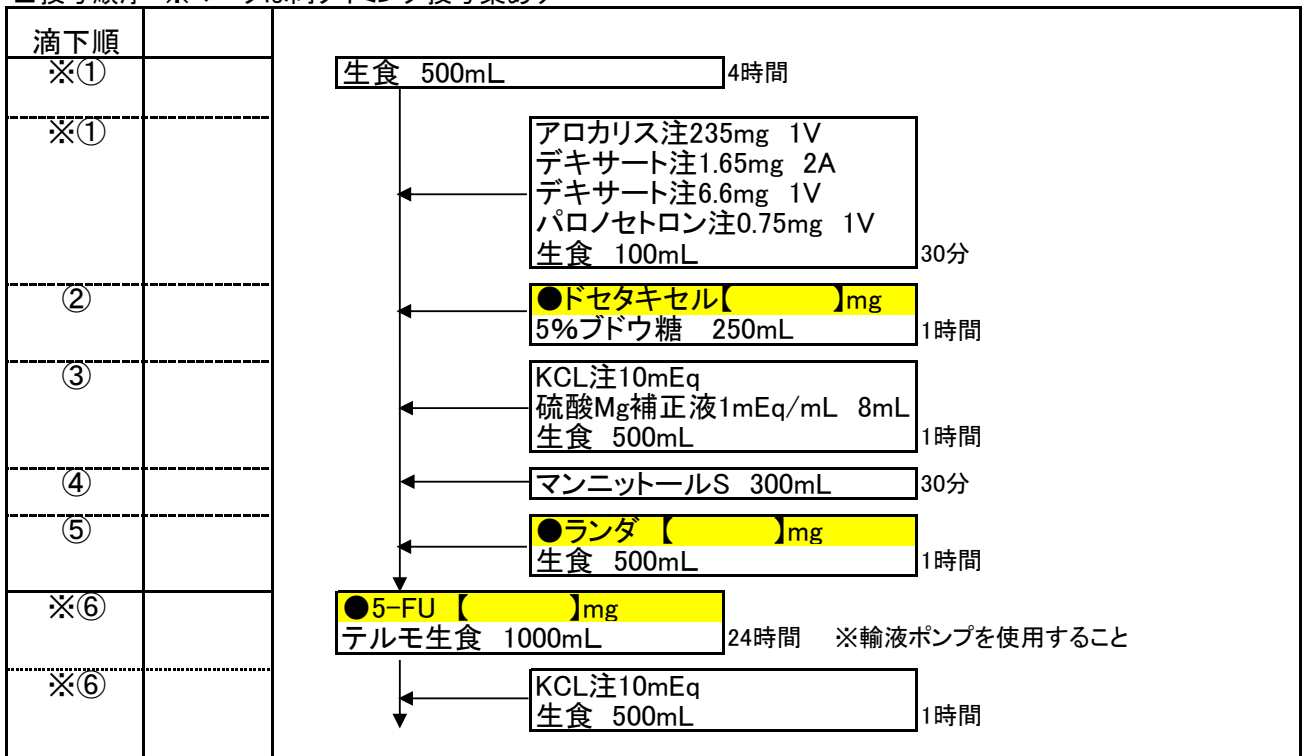 滴下順
※① 生食 500mL 4時間
※① アロカリス注235mg 1V
デキサート注1.65mg 2A
デキサート注6.6mg 1V
パロノセトロン注0.75mg 1V
生食 100mL 30分
② ●ドセタキセル【 】mg
5%ブドウ糖 250mL 1時間
③ KCL注10mEq
硫酸Mg補正液1mEq/mL 8mL
生食 500mL 1時間
④ マンニットールS 300mL 30分
⑤ ●ランダ 【 】mg
生食 500mL 1時間
※⑥ ●5-FU 【 】mg
テルモ生食 1000mL 24時間 ※輸液ポンプを使用すること
※⑥ KCL注10mEq
生食 500mL 1時間